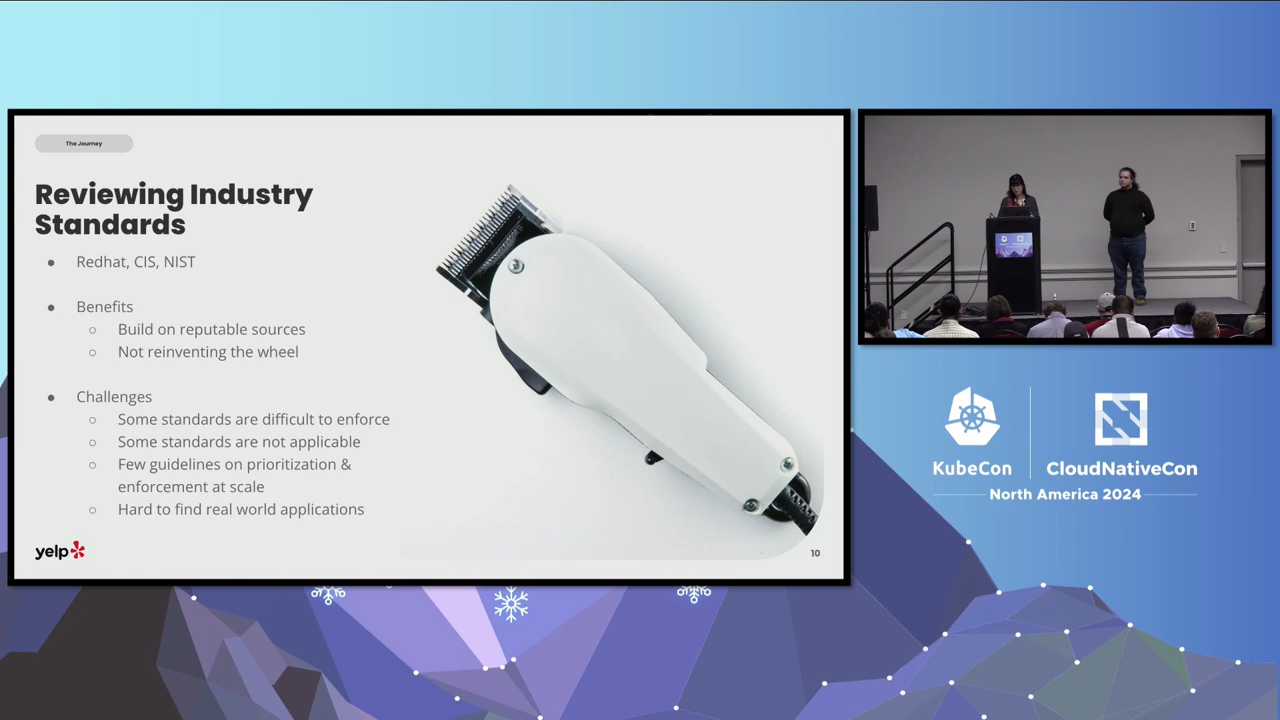 The Journey
Reviewing Industry
Standards
Redhat, CIS, NIST
Benefits
Build on reputable sources
Not reinventing the wheel
Challenges
Some standards are difficult to enforce
Some standards are not applicable
Few guidelines on prioritization &
enforcement at scale
Hard to find real world applications
yelp
10
KubeCon
CloudNativeCon
North America 2024